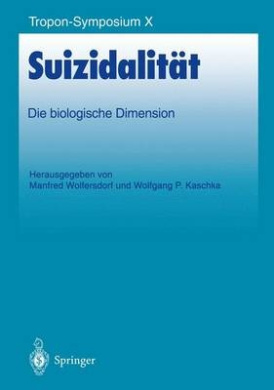 Tropon-Symposium X
Suizidalität
Die biologische Dimension
Herausgegeben von
Manfred Wolfersdorf und Wolfgang P. Kaschka
Springer